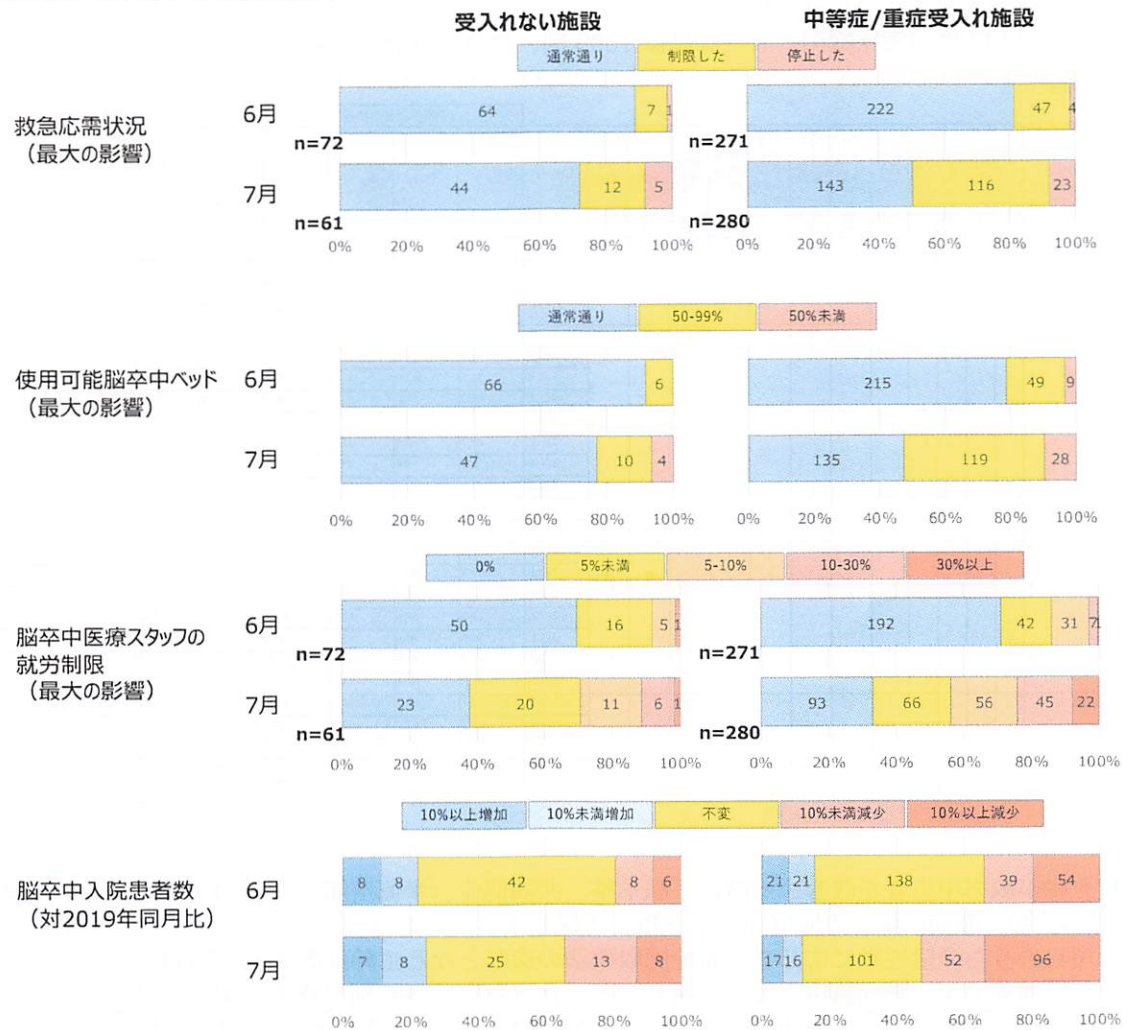 受入れない施設 中等症/重症受入れ施設
通常通り 制限した 停止した
救急応需状況
（最大の影響）
6月 64 7 1 222 47 4
n=72 n=271
7月 44 12 5 143 116 23
n=61 n=280
0% 20% 40% 60% 80% 100% 0% 20% 40% 60% 80% 100%
通常通り 50-99% 50%未満
使用可能脳卒中ベッド
（最大の影響）
6月 66 6 215 49 9
7月 47 10 4 135 119 28
0% 20% 40% 60% 80% 100% 0% 20% 40% 60% 80% 100%
0% 5%未満 5-10% 10-30% 30%以上
脳卒中医療スタッフの
就労制限
（最大の影響）
6月 50 16 5 1 192 42 31 7 1
n=72 n=271
7月 23 20 11 6 1 93 66 56 45 22
n=61 n=280
0% 20% 40% 60% 80% 100% 0% 20% 40% 60% 80% 100%
10%以上増加 10%未満増加 不変 10%未満減少 10%以上減少
脳卒中入院患者数
（対2019年同月比）
6月 8 8 42 8 6 21 21 138 39 54
7月 7 8 25 13 8 17 16 101 52 96
0% 20% 40% 60% 80% 100% 0% 20% 40% 60% 80% 100%